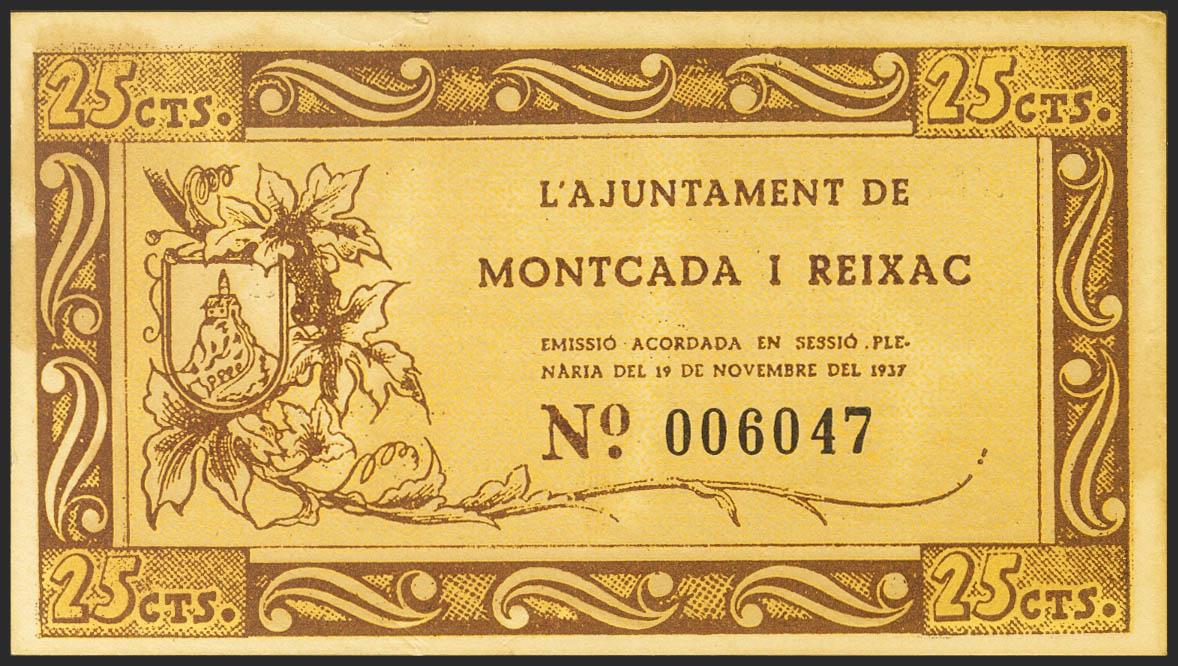 25 CTS.
25 CTS.
L'AJUNTAMENT DE
MONTCADA I REIXAC
EMISSIÓ ACORDADA EN SESSIÓ PLE-
NÀRIA DEL 19 DE NOVEMBRE DEL 1937
Nº 006047
25 CTS.
25 CTS.